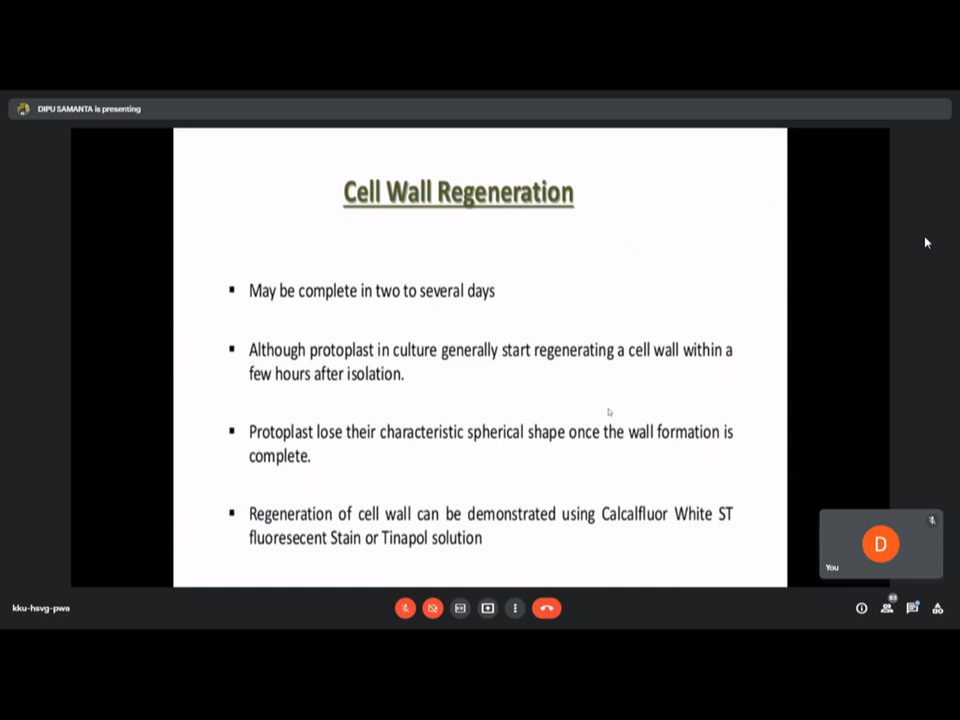 DIPU SAMANTA is presenting
Cell Wall Regeneration
▪ May be complete in two to several days
▪ Although protoplast in culture generally start regenerating a cell wall within a
few hours after isolation.
▪ Protoplast lose their characteristic spherical shape once the wall formation is
complete.
▪ Regeneration of cell wall can be demonstrated using Calcalfluor White ST
fluoresecent Stain or Tinapol solution
D
You
kku-hsvg-pwa
83